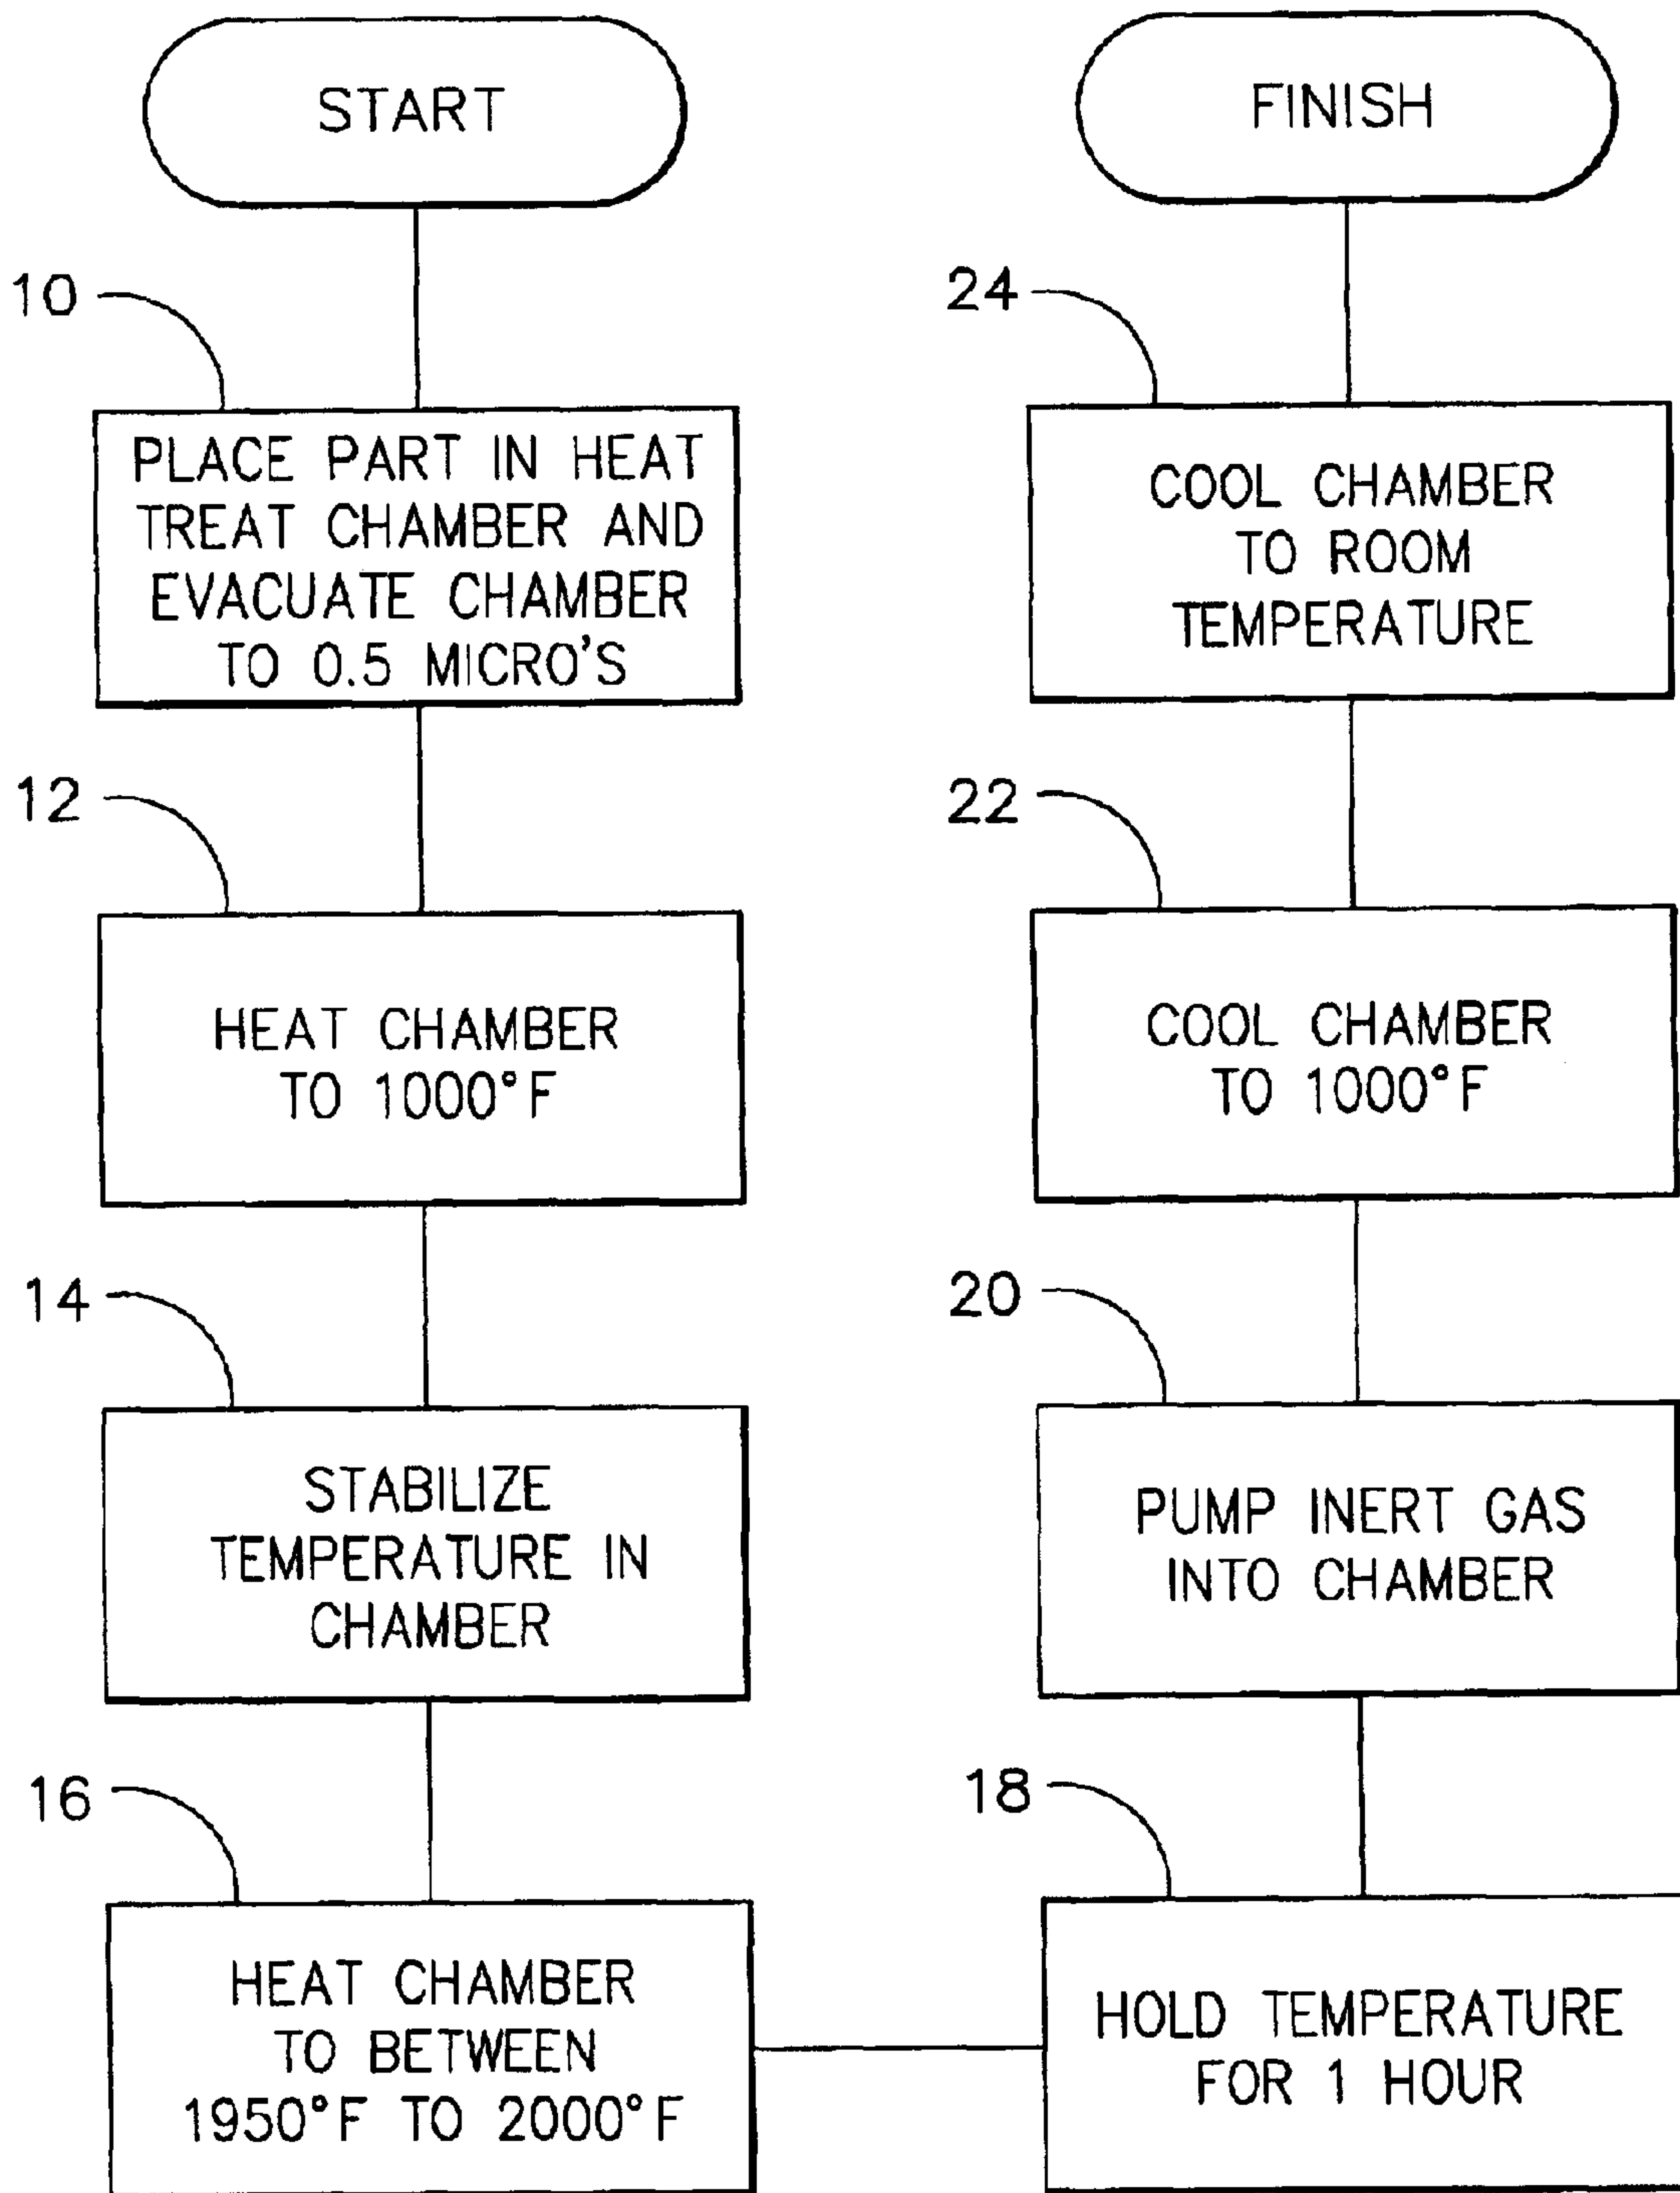 START
10
PLACE PART IN HEAT
TREAT CHAMBER AND
EVACUATE CHAMBER
TO 0.5 MICRO'S
12
HEAT CHAMBER
TO 1000°F
14
STABILIZE
TEMPERATURE IN
CHAMBER
16
HEAT CHAMBER
TO BETWEEN
1950°F TO 2000°F
FINISH
24
COOL CHAMBER
TO ROOM
TEMPERATURE
22
COOL CHAMBER
TO 1000°F
20
PUMP INERT GAS
INTO CHAMBER
18
HOLD TEMPERATURE
FOR 1 HOUR